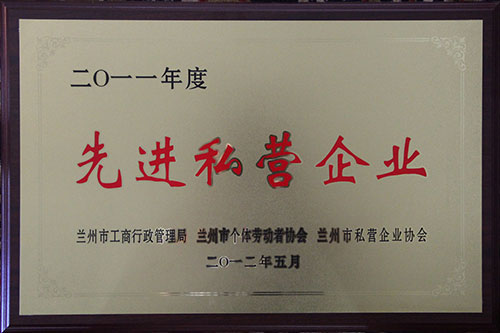 二〇一一年度
先进私营企业
兰州市工商行政管理局 兰州市个体劳动者协会 兰州市私营企业协会
二〇一二年五月